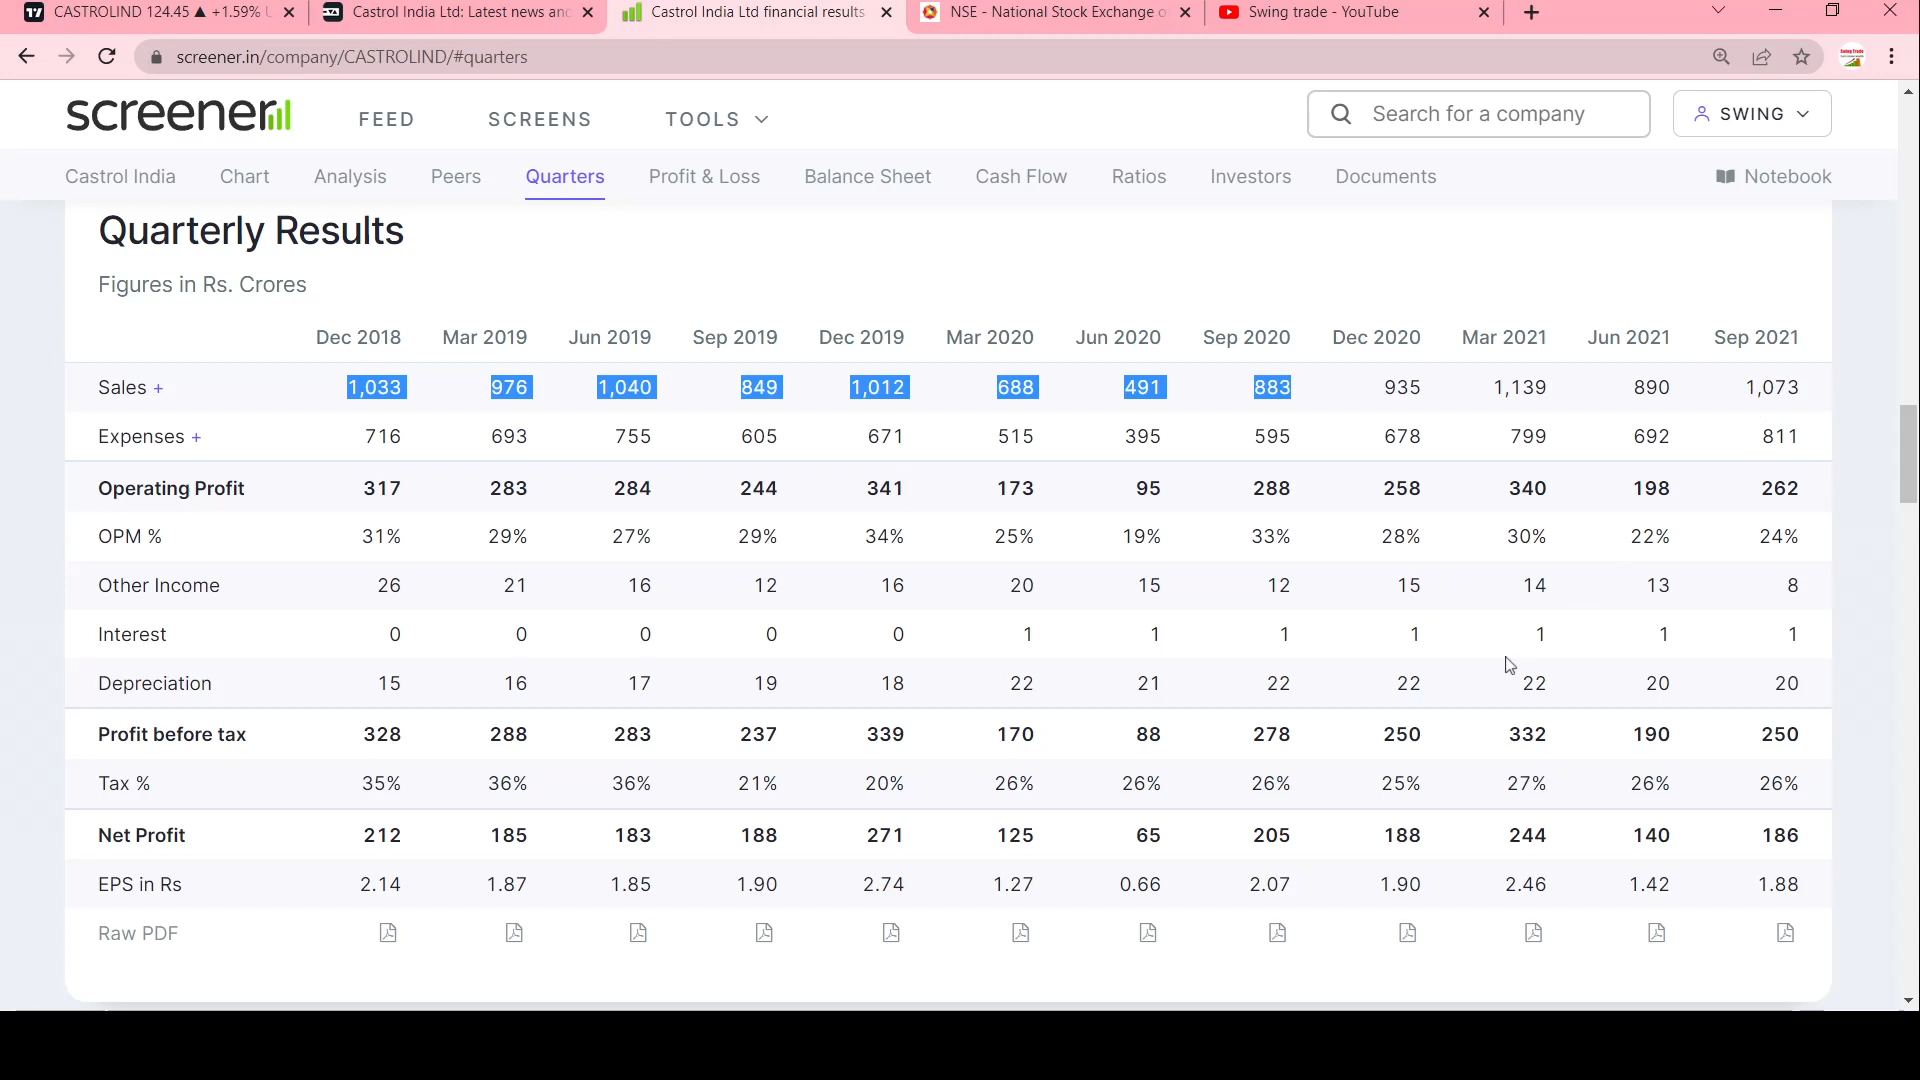 CASTROLIND 124.45 ▲ +1.59%
Castrol India Ltd: Latest news and
Castrol India Ltd financial results
NSE - National Stock Exchange o
Swing trade - YouTube
screener.in/company/CASTROLIND/#quarters
screener FEED SCREENS TOOLS Search for a company SWING
Castrol India Chart Analysis Peers Quarters Profit & Loss Balance Sheet Cash Flow Ratios Investors Documents Notebook
Quarterly Results
Figures in Rs. Crores
Dec 2018 Mar 2019 Jun 2019 Sep 2019 Dec 2019 Mar 2020 Jun 2020 Sep 2020 Dec 2020 Mar 2021 Jun 2021 Sep 2021
Sales + 1,033 976 1,040 849 1,012 688 491 883 935 1,139 890 1,073
Expenses + 716 693 755 605 671 515 395 595 678 799 692 811
Operating Profit 317 283 284 244 341 173 95 288 258 340 198 262
OPM % 31% 29% 27% 29% 34% 25% 19% 33% 28% 30% 22% 24%
Other Income 26 21 16 12 16 20 15 12 15 14 13 8
Interest 0 0 0 0 0 1 1 1 1 1 1 1
Depreciation 15 16 17 19 18 22 21 22 22 22 20 20
Profit before tax 328 288 283 237 339 170 88 278 250 332 190 250
Tax % 35% 36% 36% 21% 20% 26% 26% 26% 25% 27% 26% 26%
Net Profit 212 185 183 188 271 125 65 205 188 244 140 186
EPS in Rs 2.14 1.87 1.85 1.90 2.74 1.27 0.66 2.07 1.90 2.46 1.42 1.88
Raw PDF